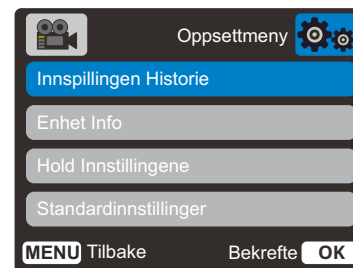 Oppsettmeny
Innspillingen Historie
Enhet Info
Hold Innstillingene
Standardinnstillinger
MENU Tilbake Bekrefte OK